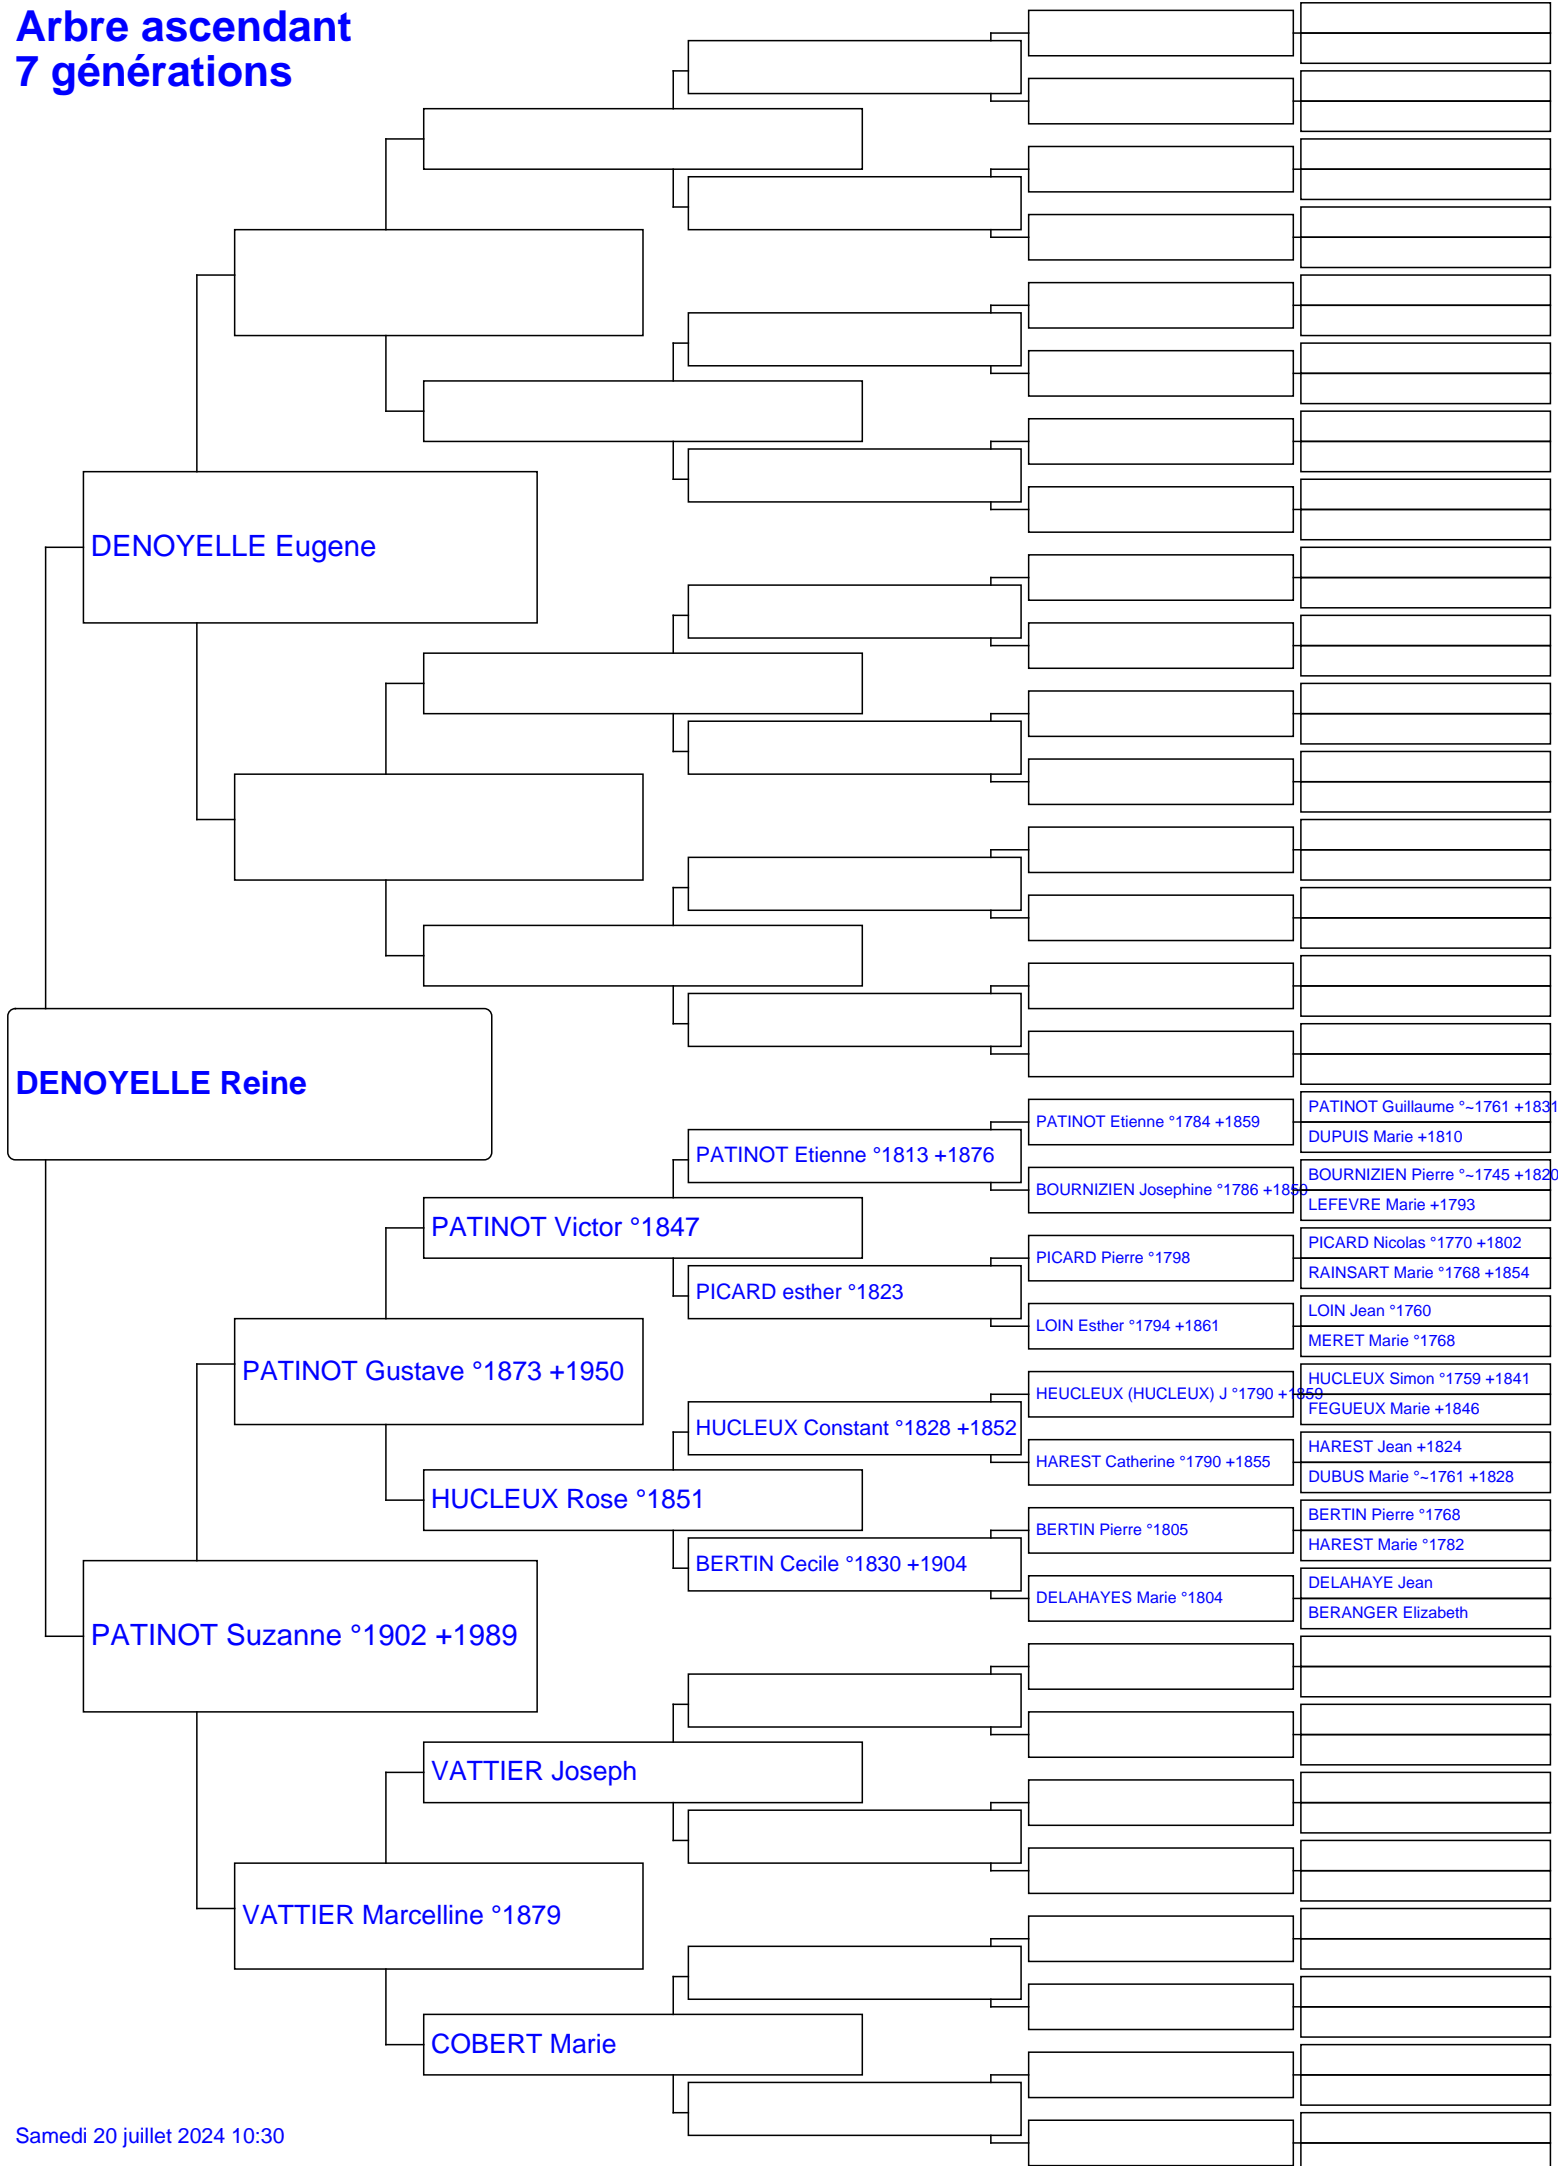 Arbre ascendant
7 générations
DENOYELLE Eugene
DENOYELLE Reine
PATINOT Guillaume °~1761 +1831
PATINOT Etienne °1784 +1859
DUPUIS Marie +1810
PATINOT Etienne °1813 +1876
BOURNIZIEN Pierre °~1745 +1820
BOURNIZIEN Josephine °1786 +1859
LEFEVRE Marie +1793
PATINOT Victor °1847
PICARD Nicolas °1770 +1802
PICARD Pierre °1798
RAINSART Marie °1768 +1854
PICARD esther °1823
LOIN Jean °1760
LOIN Esther °1794 +1861
MERET Marie °1768
PATINOT Gustave °1873 +1950
HUCLEUX Simon °1759 +1841
HEUCLEUX (HUCLEUX) J °1790 +1859
FEGUEUX Marie +1846
HUCLEUX Constant °1828 +1852
HAREST Jean +1824
HAREST Catherine °1790 +1855
DUBUS Marie °~1761 +1828
HUCLEUX Rose °1851
BERTIN Pierre °1768
BERTIN Pierre °1805
HAREST Marie °1782
BERTIN Cecile °1830 +1904
DELAHAYE Jean
DELAHAYES Marie °1804
BERANGER Elizabeth
PATINOT Suzanne °1902 +1989
VATTIER Joseph
VATTIER Marcelline °1879
COBERT Marie
Samedi 20 juillet 2024 10:30